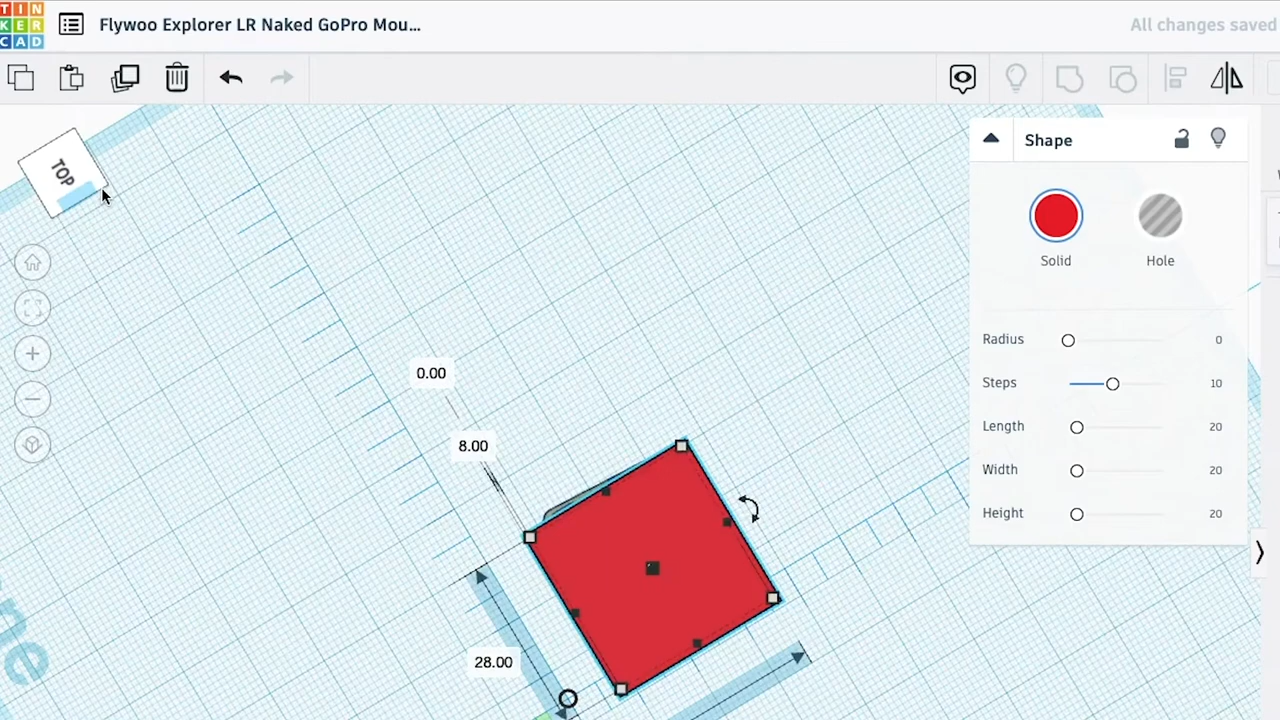 TIN
KER
CAD
Flywoo Explorer LR Naked GoPro Mou...
All changes saved
TOP
Shape
Solid
Hole
Radius 0
Steps 10
Length 20
Width 20
Height 20
0.00
8.00
28.00
ne